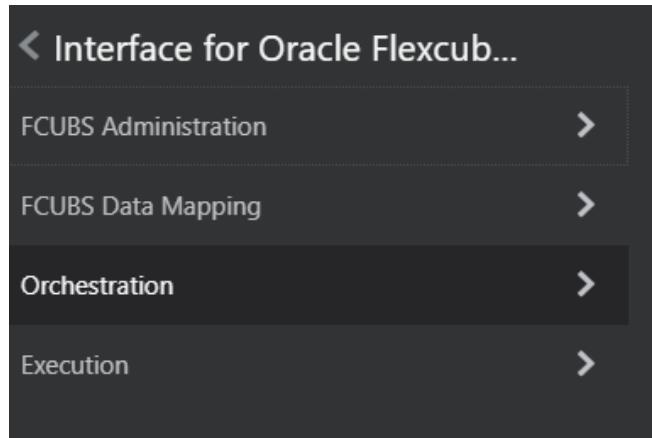 Interface for Oracle Flexcub...
FCUBS Administration
FCUBS Data Mapping
Orchestration
Execution